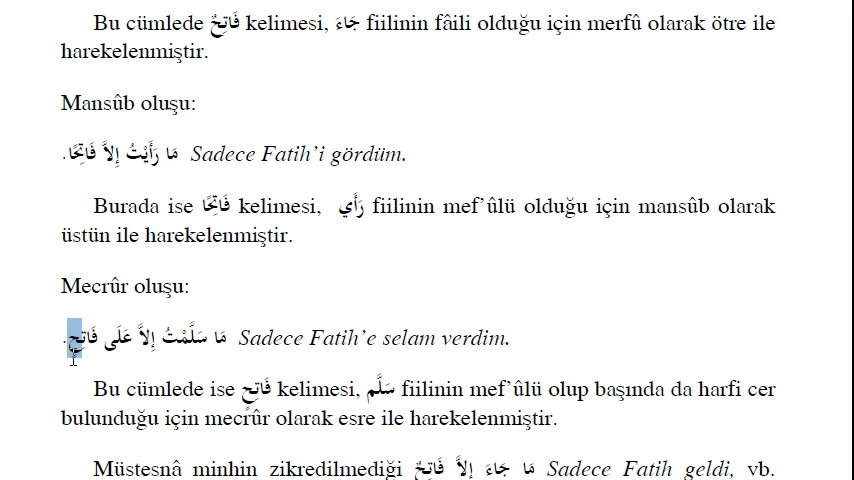 Bu cümlede فَاتِحٌ kelimesi, جَاءَ fiilinin fâili olduğu için merfû olarak ötre ile
harekelenmiştir.
Mansûb oluşu:
مَا رَأَيْتُ إِلاَّ فَاتِحًا. Sadece Fatih’i gördüm.
Burada ise فَاتِحًا kelimesi, رَأَي fiilinin mef’ûlü olduğu için mansûb olarak
üstün ile harekelenmiştir.
Mecrûr oluşu:
مَا سَلَّمْتُ إِلاَّ عَلَى فَاتِحٍ. Sadece Fatih’e selam verdim.
Bu cümlede ise فَاتِحٍ kelimesi, سَلَّم fiilinin mef’ûlü olup başında da harfi cer
bulunduğu için mecrûr olarak esre ile harekelenmiştir.
Müstesnâ minhin zikredilmediği مَا جَاءَ إِلاَّ فَاتِحٌ Sadece Fatih geldi, vb.